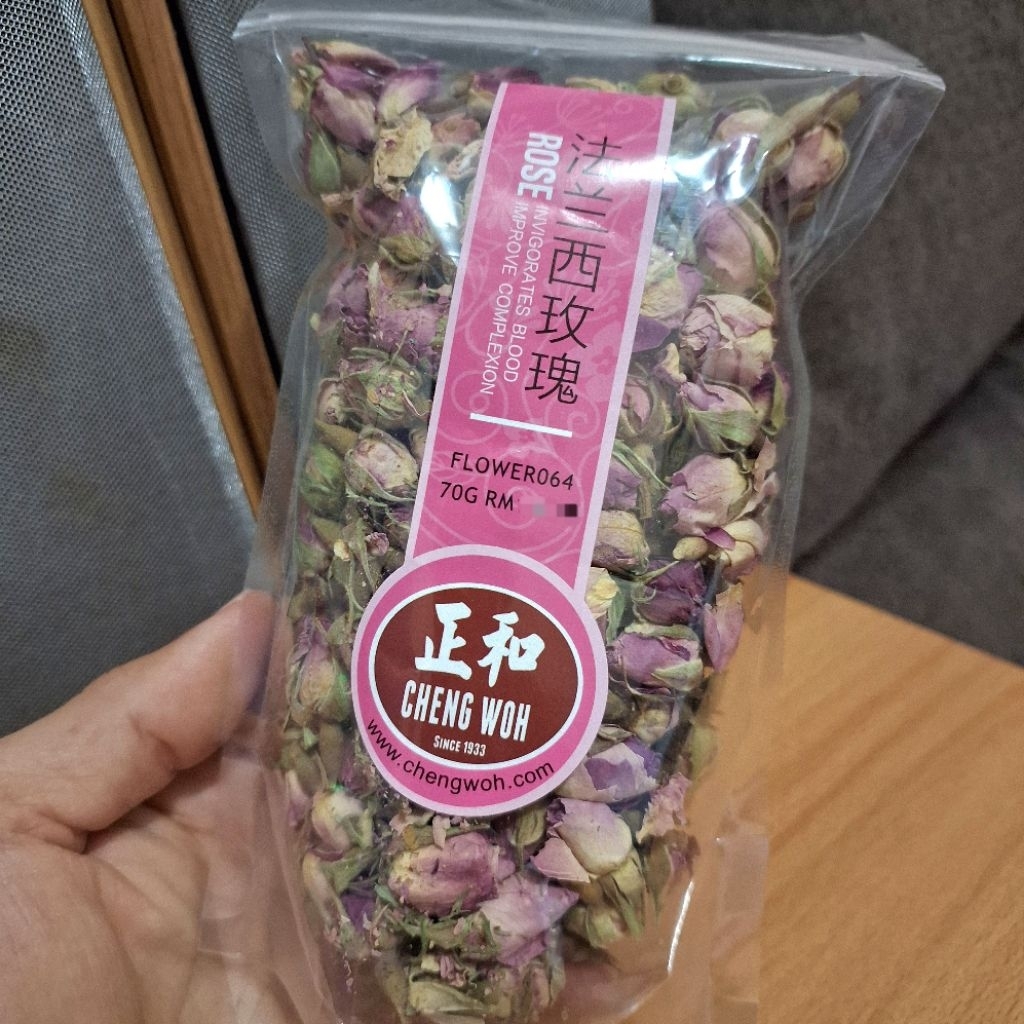 法兰西玫瑰
ROSE
INVIGORATES BLOOD
IMPROVE COMPLEXION
FLOWER064
70G RM
正和
CHENG WOH
SINCE 1933
www.chengwoh.com